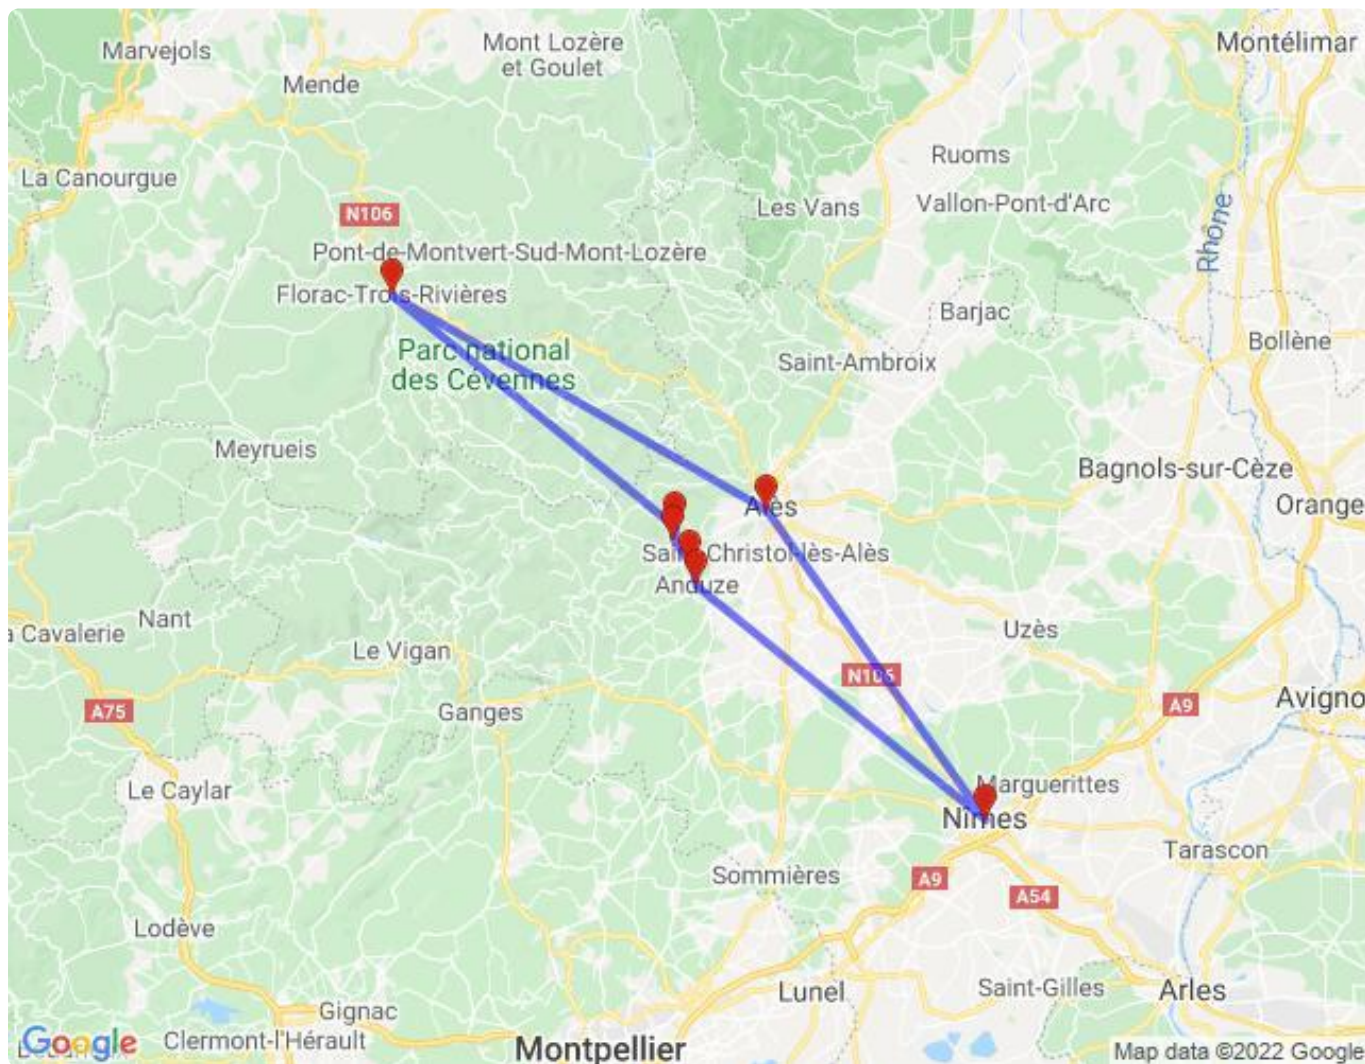 Marvejols
Mont Lozère
et Goulet
Montélimar
Mende
Ruoms
La Canourgue
Les Vans
Vallon-Pont-d'Arc
N106
Rhône
Pont-de-Montvert-Sud-Mont-Lozère
Florac-Trois-Rivières
Barjac
Bollène
Parc national
des Cévennes
Saint-Ambroix
Meyrueis
Bagnols-sur-Cèze
Alès
Orange
Saint-Christol-lès-Alès
Anduze
Nant
Uzès
a Cavalerie
Le Vigan
N106
A75
Ganges
A9
Avigno
Le Caylar
Marguerittes
Nîmes
Tarascon
Sommières
A9
A54
Lodève
Lunel
Saint-Gilles
Arles
Gignac
Google
Clermont-l'Hérault
Montpellier
Map data ©2022 Google